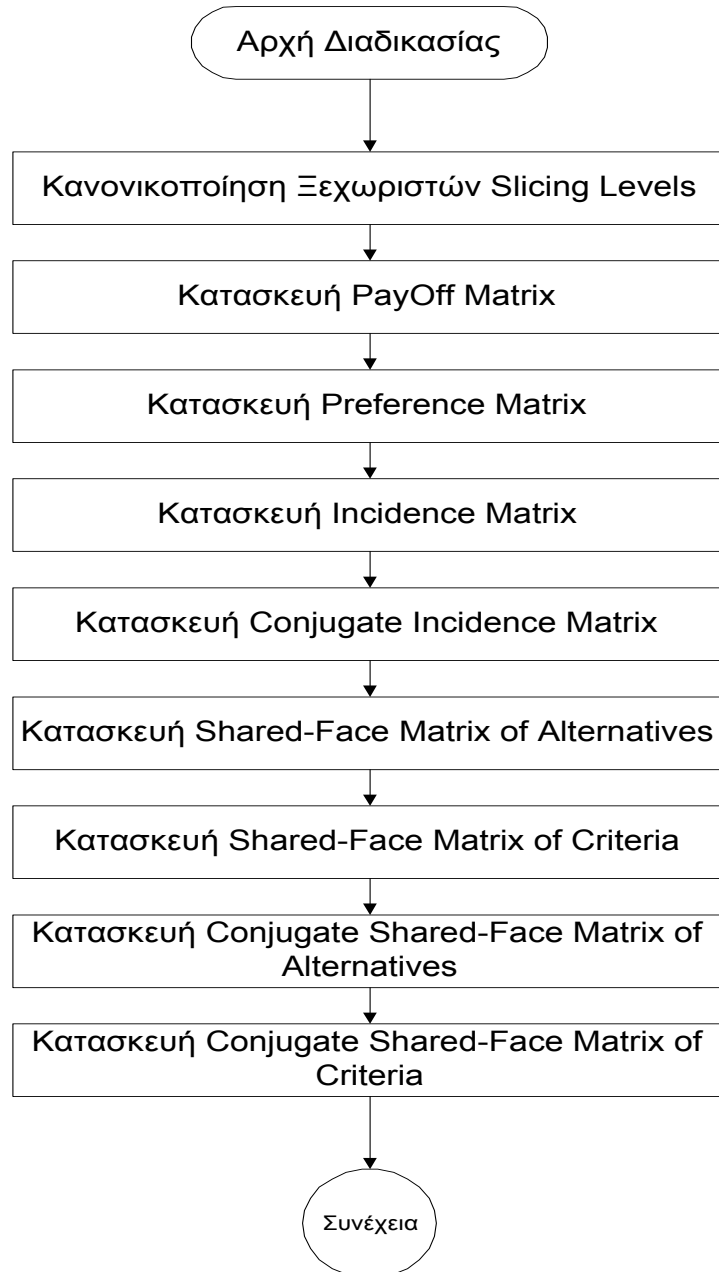 Αρχή Διαδικασίας
Κανονικοποίηση Ξεχωριστών Slicing Levels
Κατασκευή PayOff Matrix
Κατασκευή Preference Matrix
Κατασκευή Incidence Matrix
Κατασκευή Conjugate Incidence Matrix
Κατασκευή Shared-Face Matrix of Alternatives
Κατασκευή Shared-Face Matrix of Criteria
Κατασκευή Conjugate Shared-Face Matrix of
Alternatives
Κατασκευή Conjugate Shared-Face Matrix of
Criteria
Συνέχεια